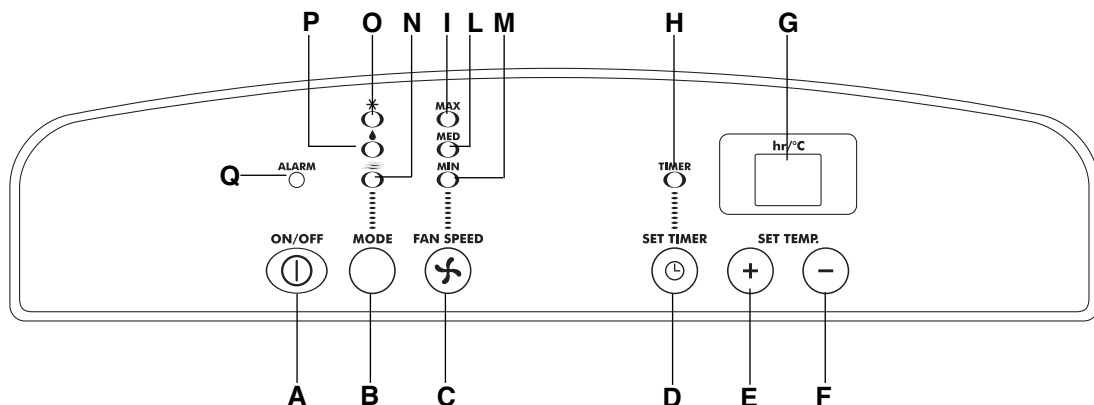 P O N I L M H G
MAX
hr/°C
MED
Q ALARM MIN TIMER
ON/OFF MODE FAN SPEED SET TIMER SET TEMP.
+ −
A B C D E F